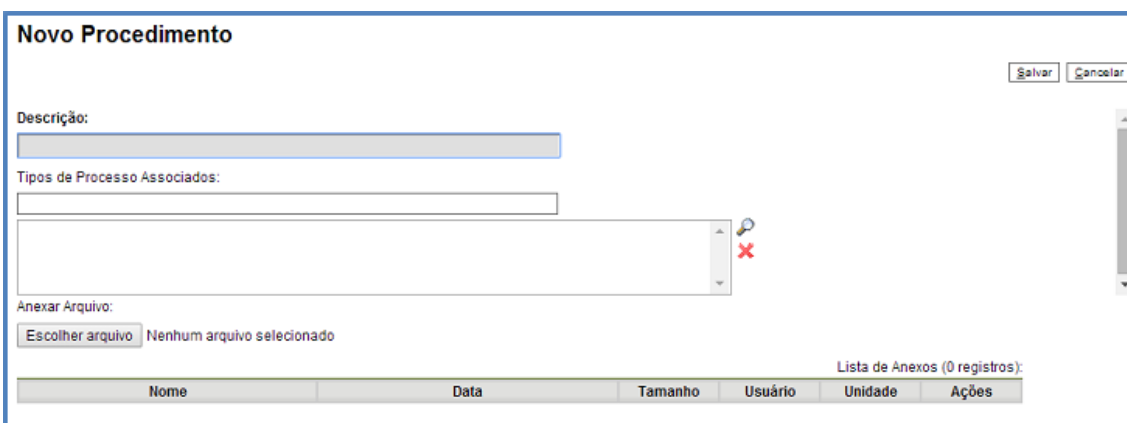 Novo Procedimento
Salvar Cancelar
Descrição:
Tipos de Processo Associados:
Anexar Arquivo:
Escolher arquivo Nenhum arquivo selecionado
Lista de Anexos (0 registros):
Nome Data Tamanho Usuário Unidade Ações